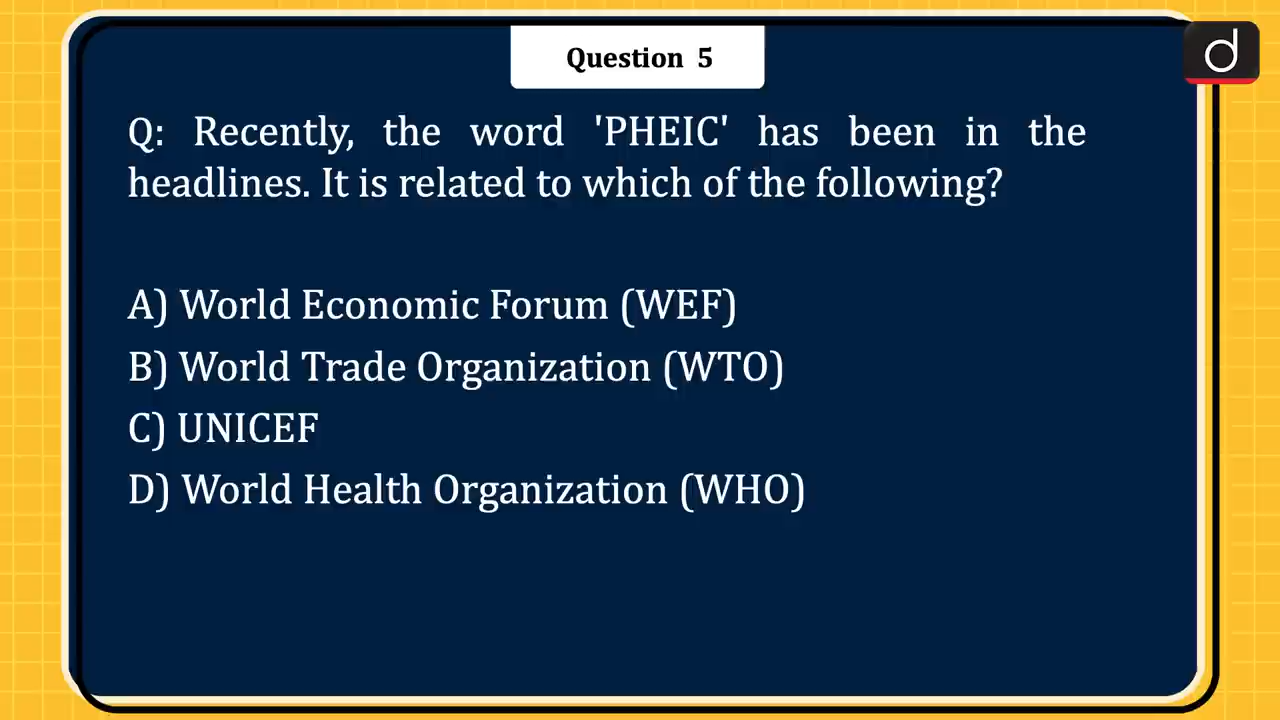 Question 5
d
Q: Recently, the word 'PHEIC' has been in the
headlines. It is related to which of the following?
A) World Economic Forum (WEF)
B) World Trade Organization (WTO)
C) UNICEF
D) World Health Organization (WHO)